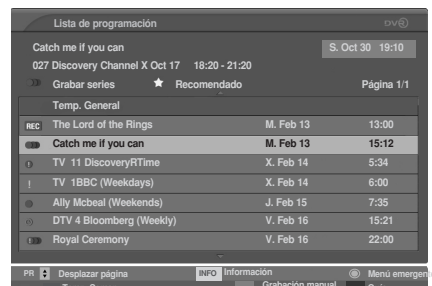 Lista de programación DVD
Catch me if you can S. Oct 30 19:10
027 Discovery Channel X Oct 17 18:20 - 21:20
Grabar series Recomendado Página 1/1
Temp. General
REC The Lord of the Rings M. Feb 13 13:00
Catch me if you can M. Feb 13 15:12
TV 11 DiscoveryRTime X. Feb 14 5:34
! TV 1BBC (Weekdays) X. Feb 14 6:00
Ally Mcbeal (Weekends) J. Feb 15 7:35
DTV 4 Bloomberg (Weekly) V. Feb 16 15:21
Royal Ceremony V. Feb 16 22:00
PR Desplazar página INFO Información Menú emergen
Grabación manual